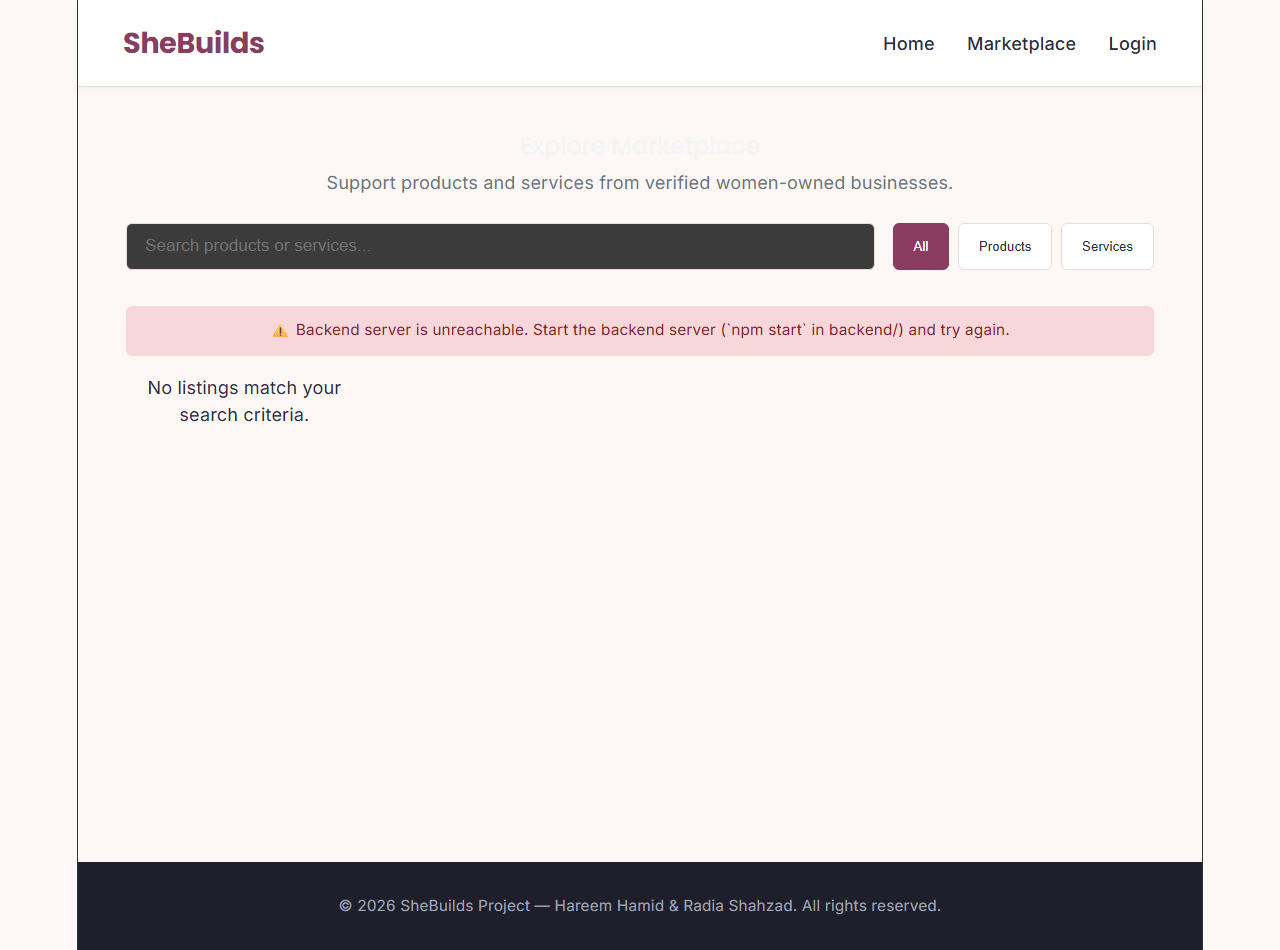 SheBuilds
Home Marketplace Login
Explore Marketplace
Support products and services from verified women-owned businesses.
Search products or services...
All Products Services
⚠️ Backend server is unreachable. Start the backend server (`npm start` in backend/) and try again.
No listings match your
search criteria.
© 2026 SheBuilds Project — Hareem Hamid & Radia Shahzad. All rights reserved.